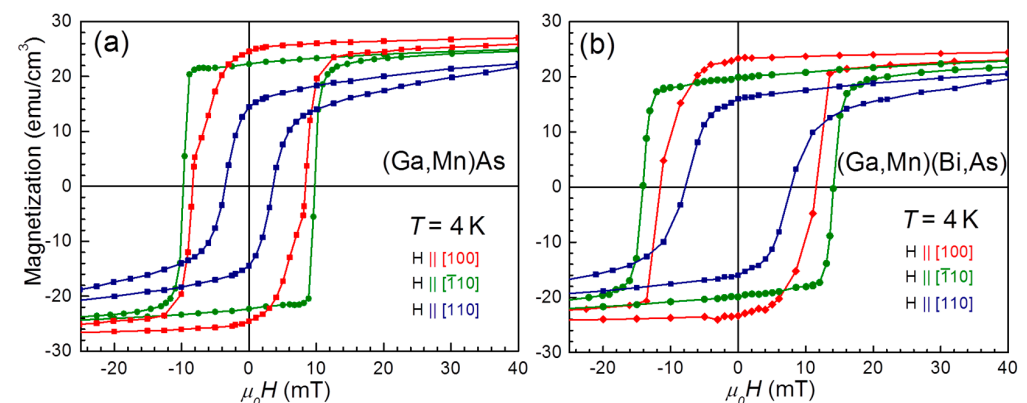 Magnetization (emu/cm³)
30
20
10
0
-10
-20
-30
(a)
(Ga,Mn)As
T = 4 K
H || [100]
H || [1̅10]
H || [110]
-20 -10 0 10 20 30 40
μ₀H (mT)
30
20
10
0
-10
-20
-30
(b)
(Ga,Mn)(Bi,As)
T = 4 K
H || [100]
H || [1̅10]
H || [110]
-20 -10 0 10 20 30 40
μ₀H (mT)